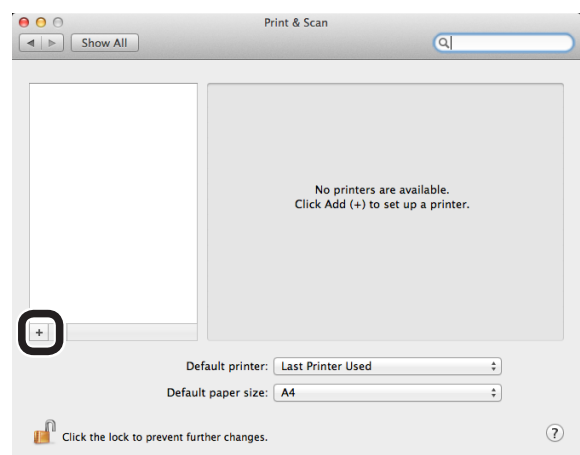 Print & Scan
Show All
No printers are available.
Click Add (+) to set up a printer.
+
Default printer: Last Printer Used
Default paper size: A4
Click the lock to prevent further changes.
?